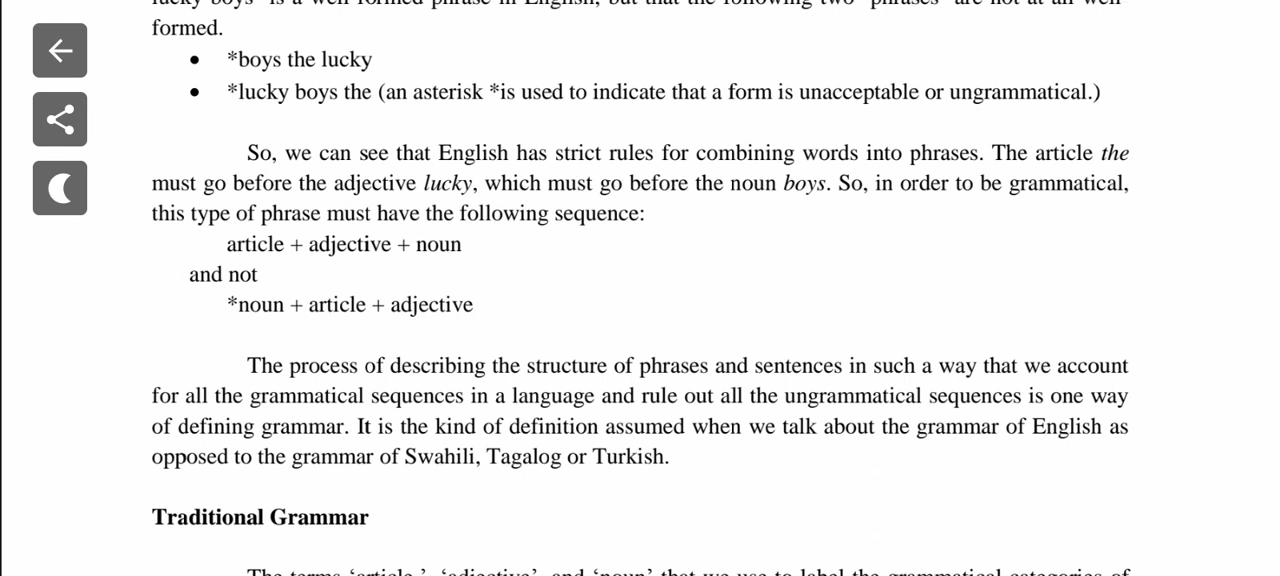 formed.
• *boys the lucky
• *lucky boys the (an asterisk *is used to indicate that a form is unacceptable or ungrammatical.)
So, we can see that English has strict rules for combining words into phrases. The article the
must go before the adjective lucky, which must go before the noun boys. So, in order to be grammatical,
this type of phrase must have the following sequence:
article + adjective + noun
and not
*noun + article + adjective
The process of describing the structure of phrases and sentences in such a way that we account
for all the grammatical sequences in a language and rule out all the ungrammatical sequences is one way
of defining grammar. It is the kind of definition assumed when we talk about the grammar of English as
opposed to the grammar of Swahili, Tagalog or Turkish.
Traditional Grammar